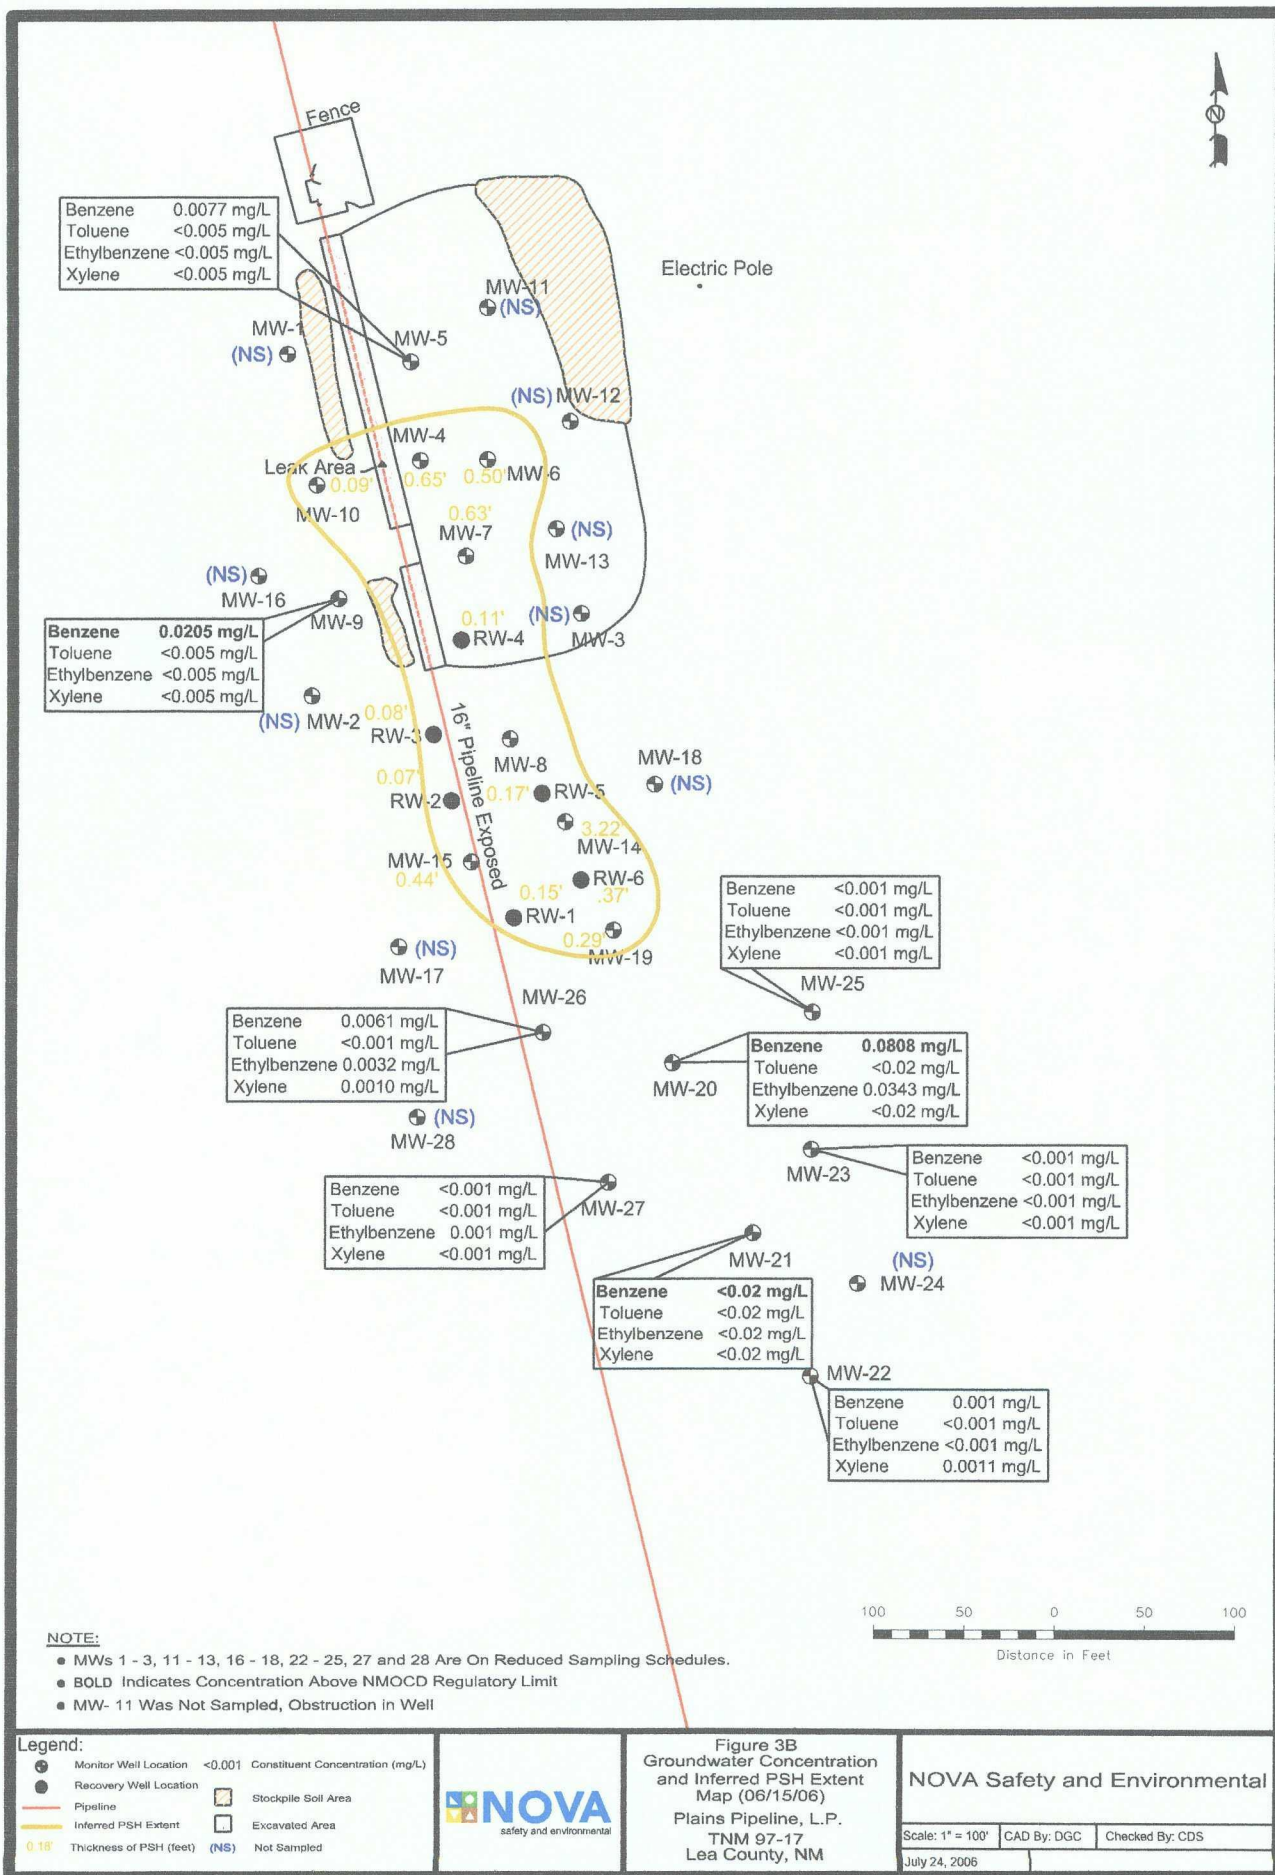 Fence
Benzene 0.0077 mg/L
Toluene <0.005 mg/L
Ethylbenzene <0.005 mg/L
Xylene <0.005 mg/L
Electric Pole
MW-11
(NS)
MW-1
(NS)
MW-5
(NS) MW-12
MW-4
Leak Area
0.09'
0.65'
0.50' MW-6
MW-10
0.63'
MW-7
(NS)
MW-13
(NS)
MW-16
MW-9
0.11'
RW-4
(NS)
MW-3
Benzene 0.0205 mg/L
Toluene <0.005 mg/L
Ethylbenzene <0.005 mg/L
Xylene <0.005 mg/L
(NS) MW-2
0.08'
RW-3
16" Pipeline Exposed
MW-8
MW-18
(NS)
0.07'
RW-2
0.17' RW-5
3.22'
MW-14
MW-15
0.44'
RW-6
.37'
0.15'
RW-1
0.29'
MW-19
(NS)
MW-17
Benzene <0.001 mg/L
Toluene <0.001 mg/L
Ethylbenzene <0.001 mg/L
Xylene <0.001 mg/L
MW-25
MW-26
Benzene 0.0061 mg/L
Toluene <0.001 mg/L
Ethylbenzene 0.0032 mg/L
Xylene 0.0010 mg/L
MW-20
Benzene 0.0808 mg/L
Toluene <0.02 mg/L
Ethylbenzene 0.0343 mg/L
Xylene <0.02 mg/L
(NS)
MW-28
MW-23
Benzene <0.001 mg/L
Toluene <0.001 mg/L
Ethylbenzene <0.001 mg/L
Xylene <0.001 mg/L
Benzene <0.001 mg/L
Toluene <0.001 mg/L
Ethylbenzene 0.001 mg/L
Xylene <0.001 mg/L
MW-27
MW-21
(NS)
MW-24
Benzene <0.02 mg/L
Toluene <0.02 mg/L
Ethylbenzene <0.02 mg/L
Xylene <0.02 mg/L
MW-22
Benzene 0.001 mg/L
Toluene <0.001 mg/L
Ethylbenzene <0.001 mg/L
Xylene 0.0011 mg/L
100 50 0 50 100
Distance in Feet
NOTE:
• MWs 1 - 3, 11 - 13, 16 - 18, 22 - 25, 27 and 28 Are On Reduced Sampling Schedules.
• BOLD Indicates Concentration Above NMOCD Regulatory Limit
• MW- 11 Was Not Sampled, Obstruction in Well
Legend:
Monitor Well Location
<0.001 Constituent Concentration (mg/L)
Recovery Well Location
Stockpile Soil Area
Pipeline
Inferred PSH Extent
Excavated Area
0.18' Thickness of PSH (feet)
(NS) Not Sampled
NOVA
safety and environmental
Figure 3B
Groundwater Concentration
and Inferred PSH Extent
Map (06/15/06)
Plains Pipeline, L.P.
TNM 97-17
Lea County, NM
NOVA Safety and Environmental
Scale: 1" = 100'
CAD By: DGC
Checked By: CDS
July 24, 2006
N